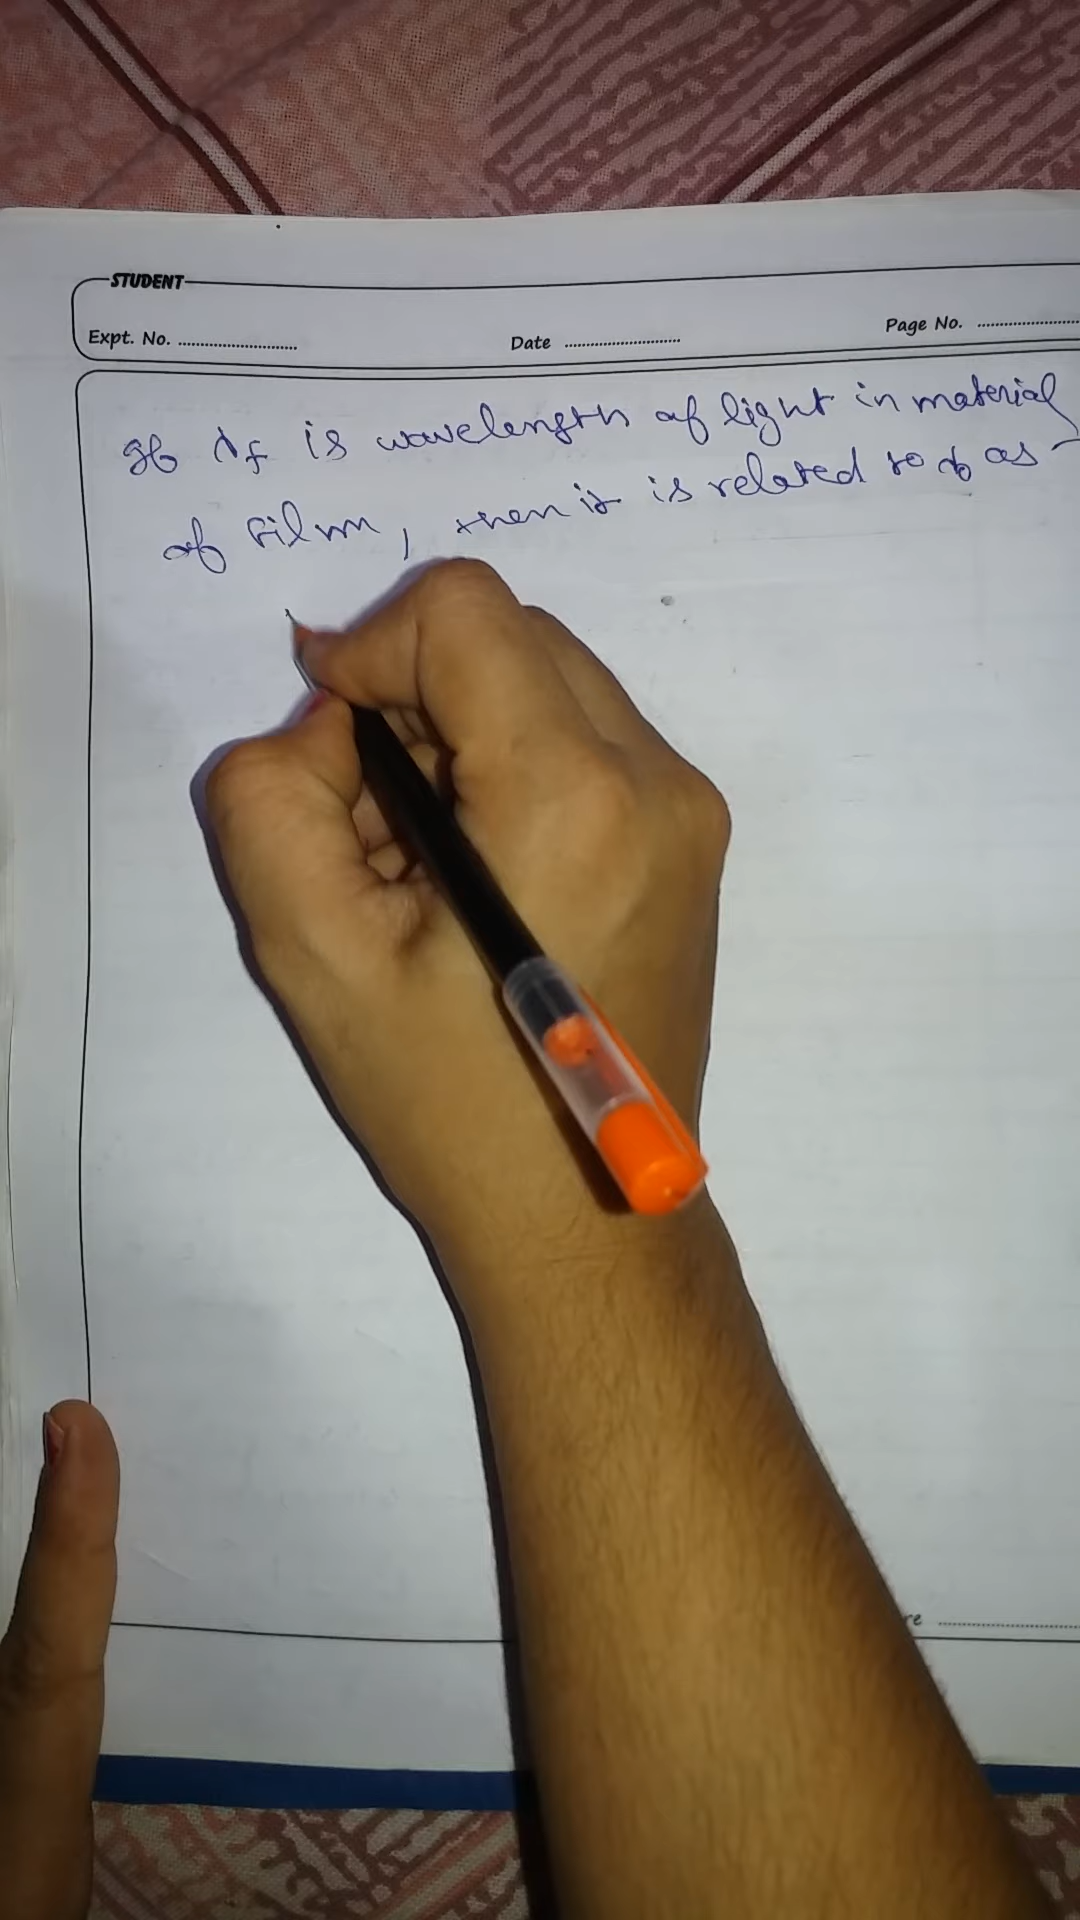 STUDENT
Expt. No. ............................ Date ............................ Page No. ............................
If λf is wavelength of light in material
of film, then it is related to as -
re ............................